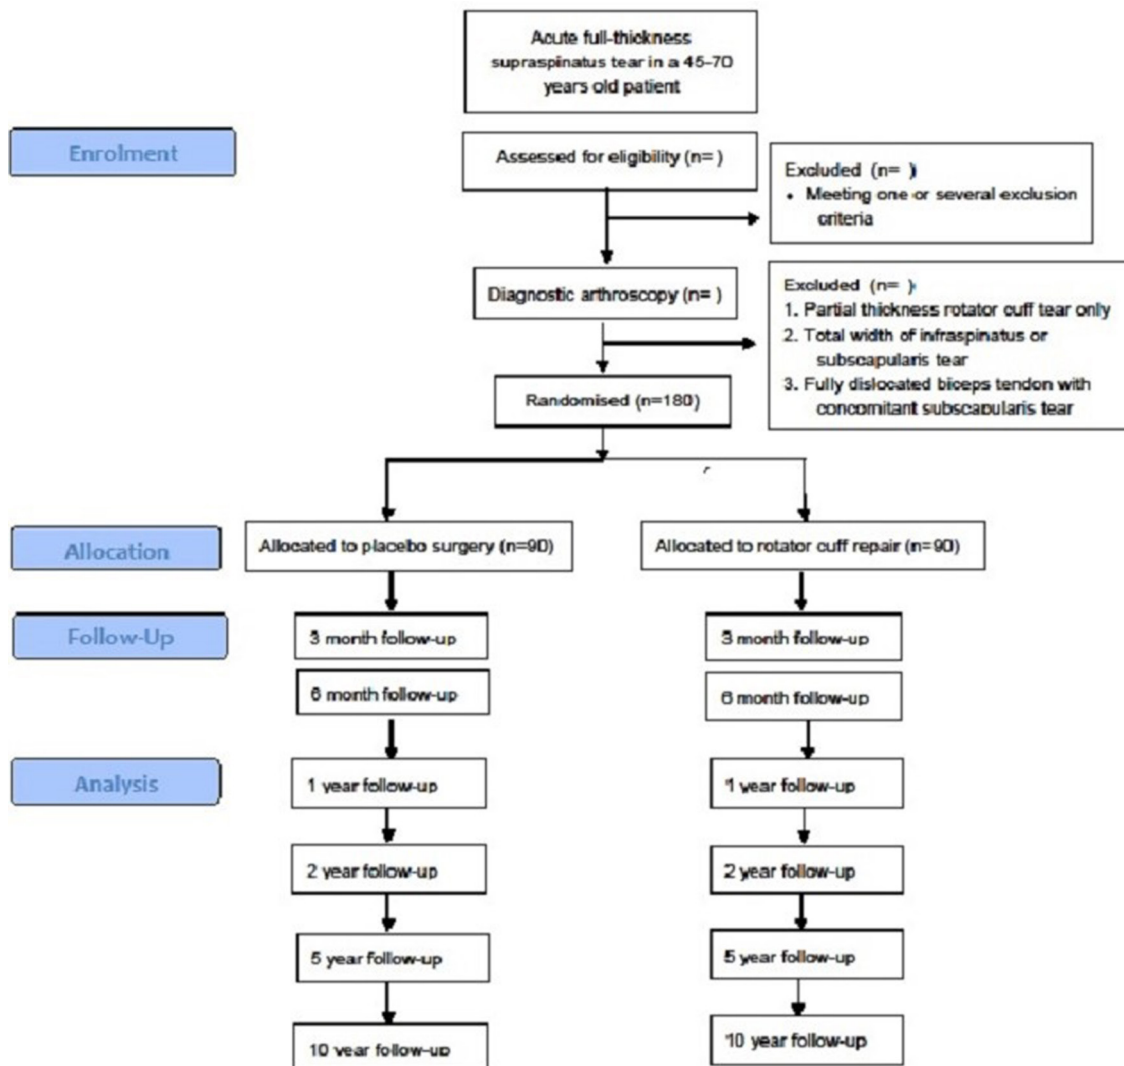 Acute full-thickness
supraspinatus tear in a 45-70
years old patient
Enrolment
Assessed for eligibility (n= )
Excluded (n= )
• Meeting one or several exclusion
criteria
Diagnostic arthroscopy (n= )
Excluded (n= )
1. Partial thickness rotator cuff tear only
2. Total width of infraspinatus or
subscapularis tear
3. Fully dislocated biceps tendon with
concomitant subscapularis tear
Randomised (n=180)
Allocation
Allocated to placebo surgery (n=90)
Allocated to rotator cuff repair (n=90)
Follow-Up
3 month follow-up
3 month follow-up
6 month follow-up
6 month follow-up
Analysis
1 year follow-up
1 year follow-up
2 year follow-up
2 year follow-up
5 year follow-up
5 year follow-up
10 year follow-up
10 year follow-up